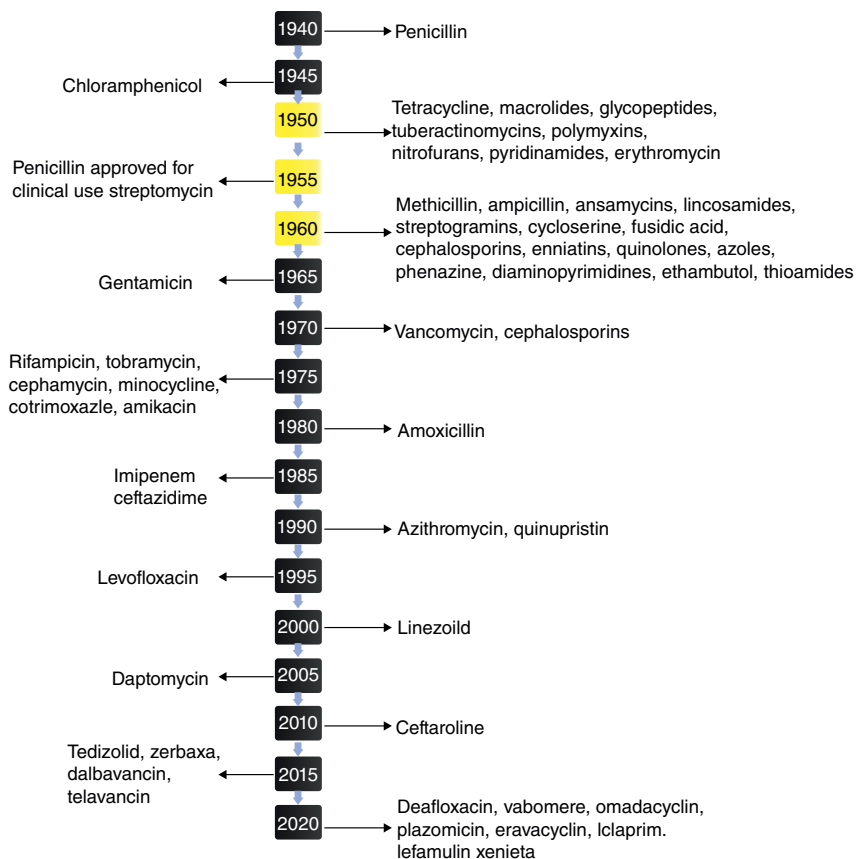 1940
Penicillin
1945
Chloramphenicol
1950
Tetracycline, macrolides, glycopeptides,
tuberactinomycins, polymyxins,
nitrofurans, pyridinamides, erythromycin
Penicillin approved for
clinical use streptomycin
1955
1960
Methicillin, ampicillin, ansamycins, lincosamides,
streptogramins, cycloserine, fusidic acid,
cephalosporins, enniatins, quinolones, azoles,
phenazine, diaminopyrimidines, ethambutol, thioamides
Gentamicin
1965
1970
Vancomycin, cephalosporins
Rifampicin, tobramycin,
cephamycin, minocycline,
cotrimoxazle, amikacin
1975
1980
Amoxicillin
Imipenem
ceftazidime
1985
1990
Azithromycin, quinupristin
Levofloxacin
1995
2000
Linezoild
Daptomycin
2005
2010
Ceftaroline
Tedizolid, zerbaxa,
dalbavancin,
telavancin
2015
2020
Deafloxacin, vabomere, omadacyclin,
plazomicin, eravacyclin, lclaprim.
lefamulin xenieta